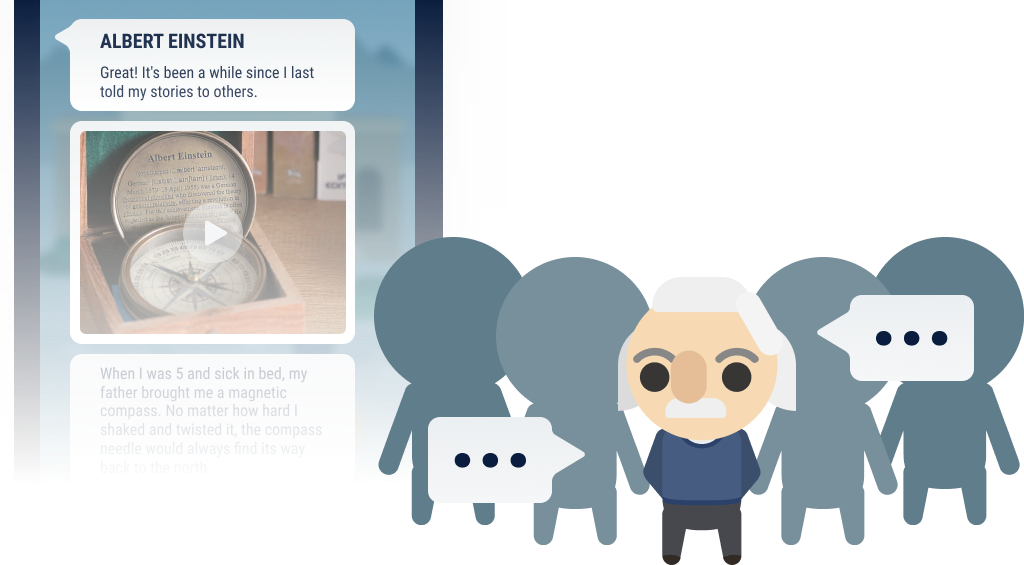 ALBERT EINSTEIN
Great! It's been a while since I last
told my stories to others.
Albert Einstein
When I was 5 and sick in bed, my
father brought me a magnetic
compass. No matter how hard I
shaked and twisted it, the compass
needle would always find its way
back to the north